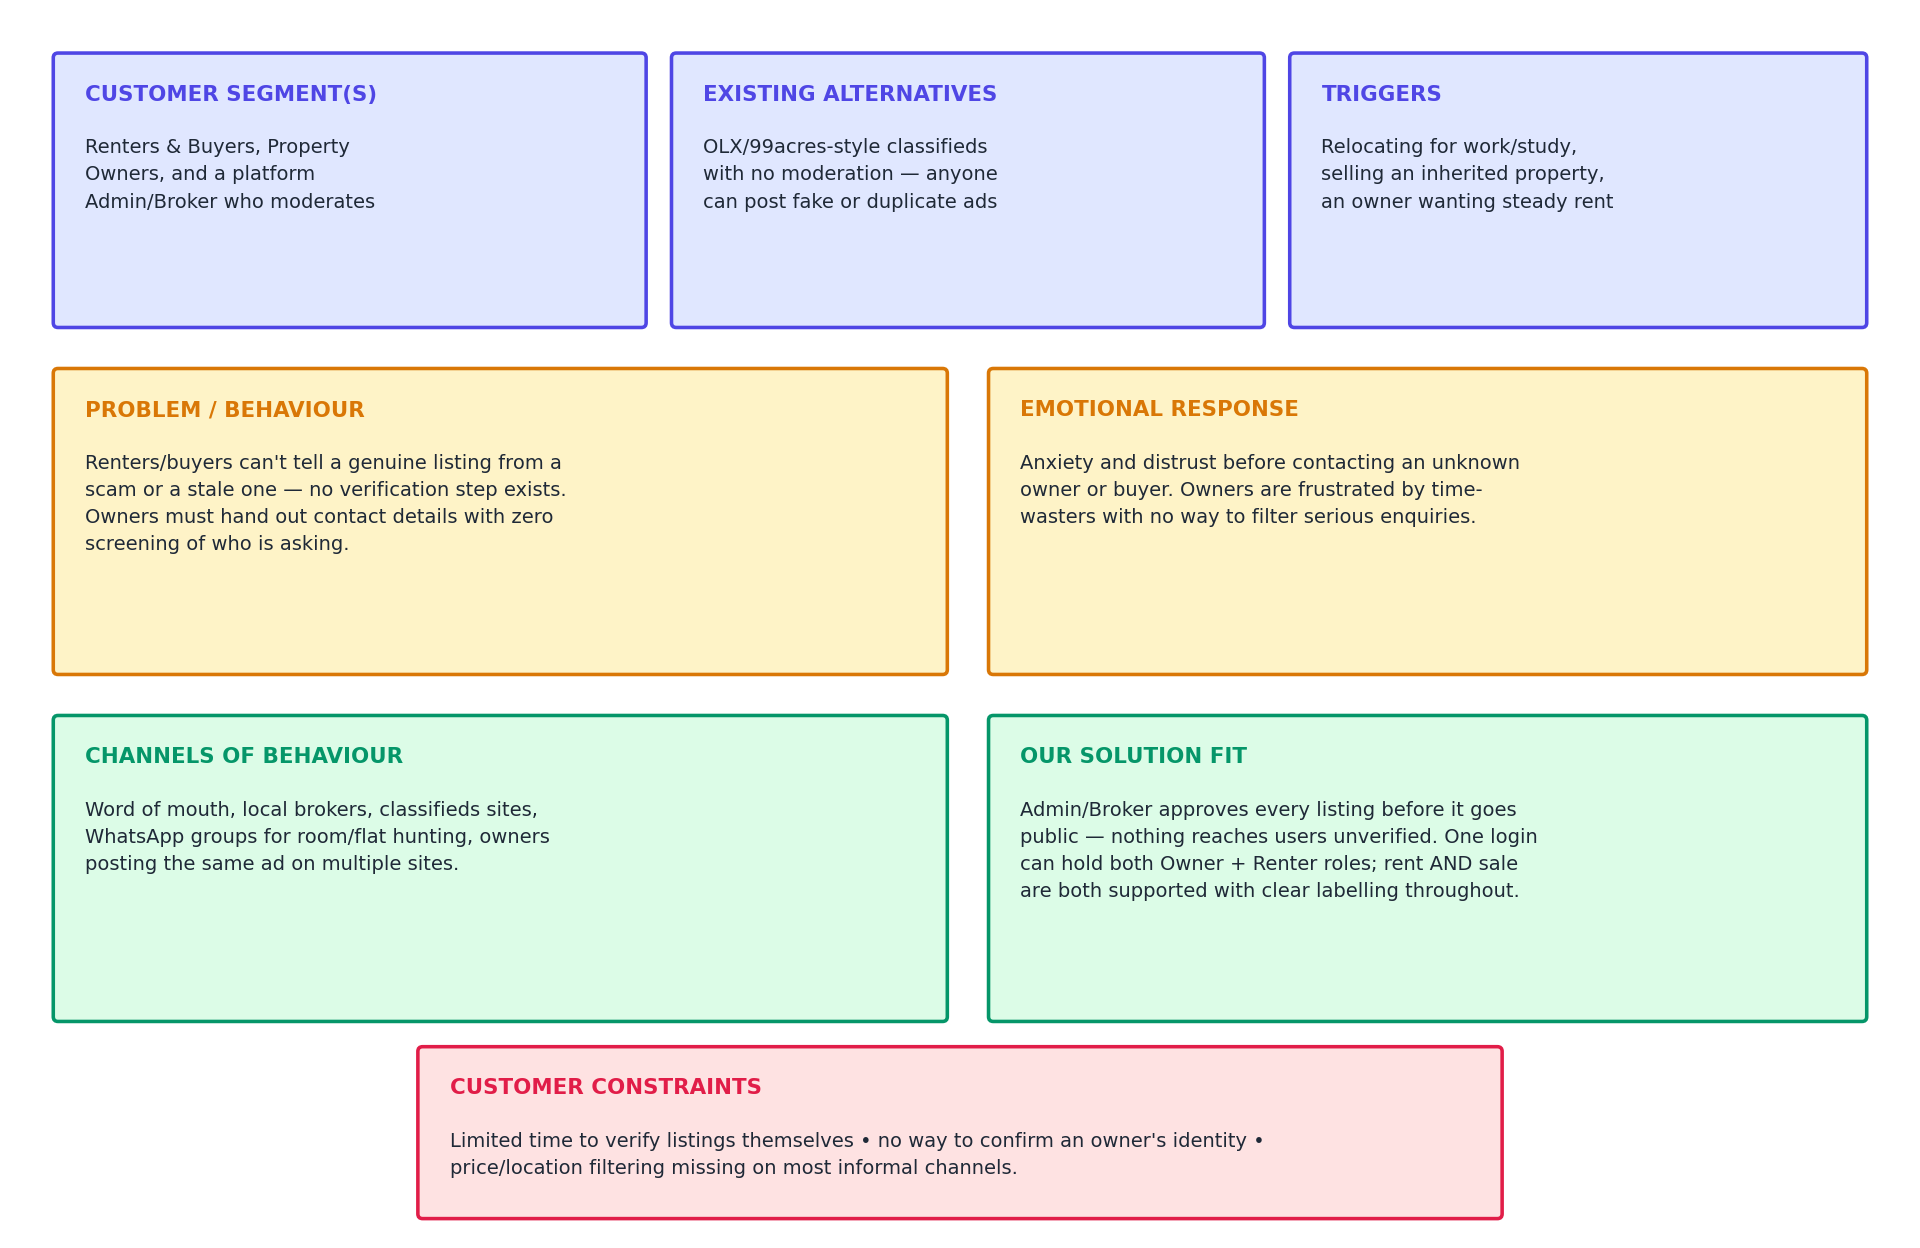 CUSTOMER SEGMENT(S)
Renters & Buyers, Property
Owners, and a platform
Admin/Broker who moderates
EXISTING ALTERNATIVES
OLX/99acres-style classifieds
with no moderation — anyone
can post fake or duplicate ads
TRIGGERS
Relocating for work/study,
selling an inherited property,
an owner wanting steady rent
PROBLEM / BEHAVIOUR
Renters/buyers can't tell a genuine listing from a
scam or a stale one — no verification step exists.
Owners must hand out contact details with zero
screening of who is asking.
EMOTIONAL RESPONSE
Anxiety and distrust before contacting an unknown
owner or buyer. Owners are frustrated by time-
wasters with no way to filter serious enquiries.
CHANNELS OF BEHAVIOUR
Word of mouth, local brokers, classifieds sites,
WhatsApp groups for room/flat hunting, owners
posting the same ad on multiple sites.
OUR SOLUTION FIT
Admin/Broker approves every listing before it goes
public — nothing reaches users unverified. One login
can hold both Owner + Renter roles; rent AND sale
are both supported with clear labelling throughout.
CUSTOMER CONSTRAINTS
Limited time to verify listings themselves • no way to confirm an owner's identity •
price/location filtering missing on most informal channels.